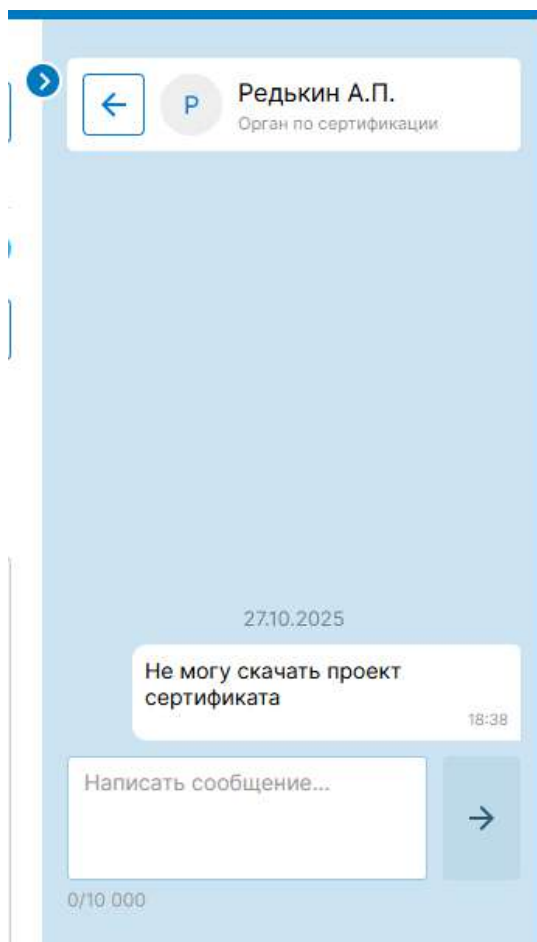 Р
Редькин А.П.
Орган по сертификации
27.10.2025
Не могу скачать проект
сертификата
18:38
Написать сообщение...
0/10 000